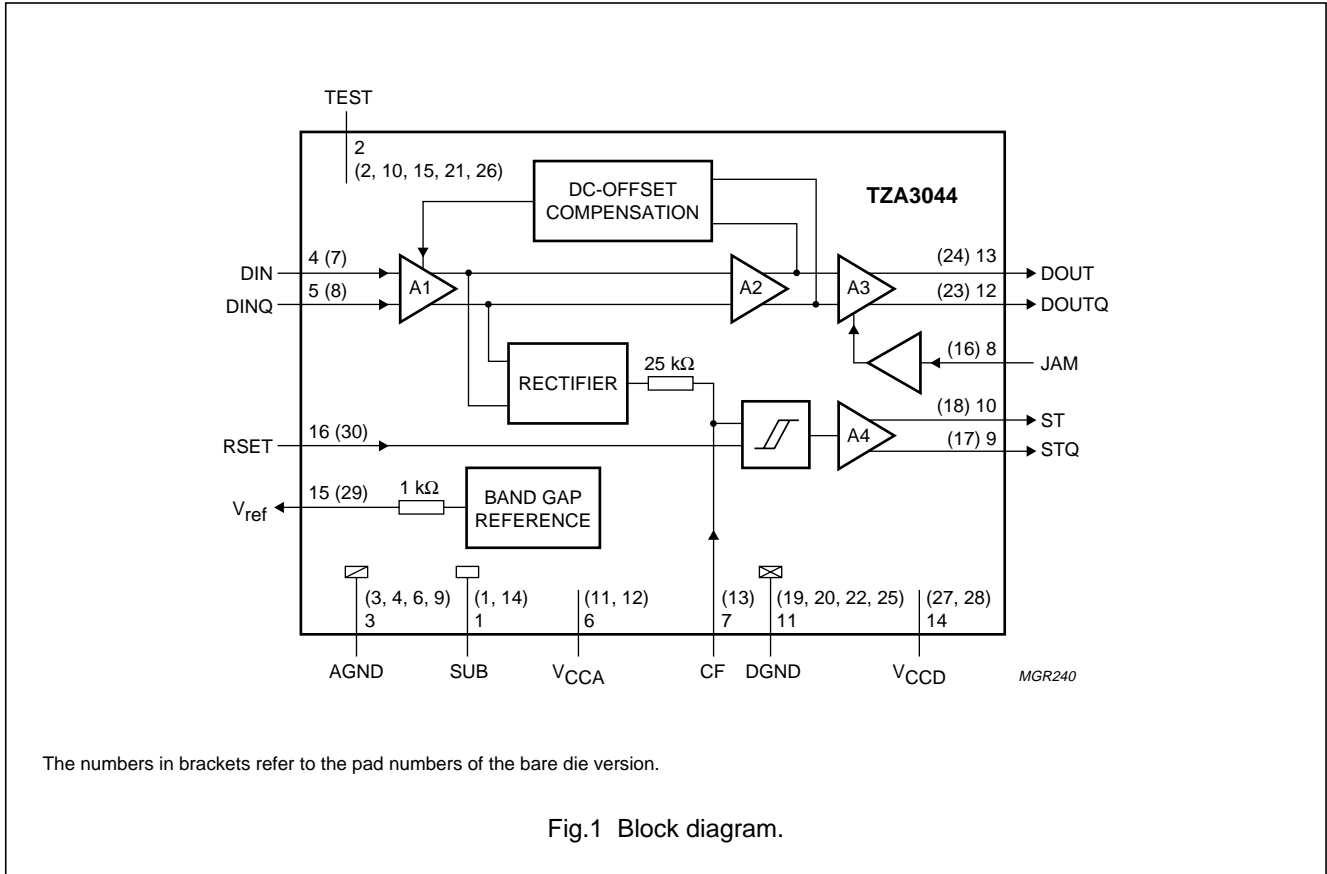 TEST
2
(2, 10, 15, 21, 26)
DC-OFFSET
COMPENSATION
TZA3044
DIN
4 (7)
A1
A2
A3
(24) 13
DOUT
DINQ
5 (8)
(23) 12
DOUTQ
RECTIFIER
25 kΩ
(16) 8
JAM
RSET
16 (30)
A4
(18) 10
ST
(17) 9
STQ
Vref
15 (29)
1 kΩ
BAND GAP
REFERENCE
(3, 4, 6, 9)
3
(1, 14)
1
(11, 12)
6
(13)
7
(19, 20, 22, 25)
11
(27, 28)
14
AGND
SUB
VCCA
CF
DGND
VCCD
MGR240
The numbers in brackets refer to the pad numbers of the bare die version.
Fig.1 Block diagram.